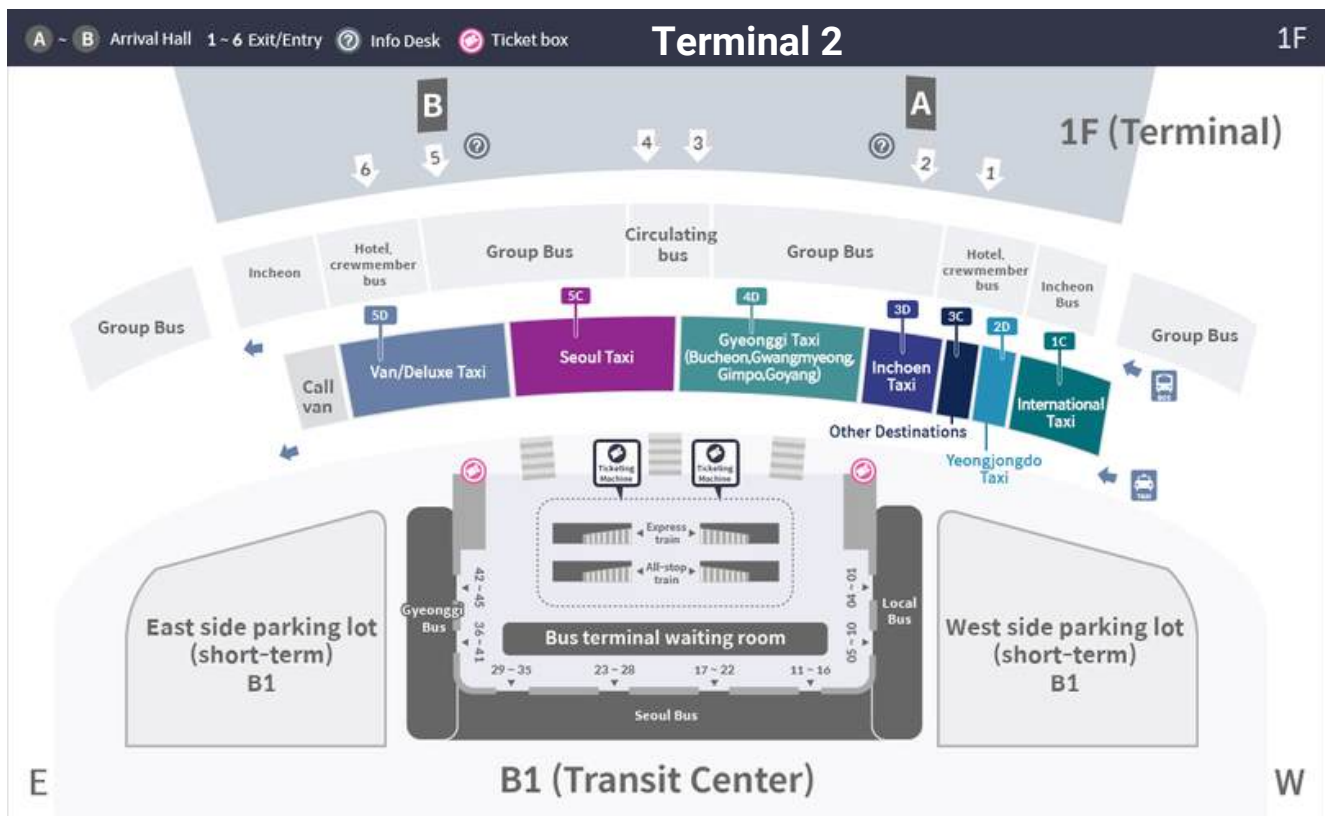 A ~ B Arrival Hall 1 ~ 6 Exit/Entry ? Info Desk Ticket box
Terminal 2
1F
B
A
1F (Terminal)
6
5
?
4
3
?
2
1
Group Bus
Incheon
Hotel,
crewmember
bus
Group Bus
Circulating
bus
Group Bus
Hotel,
crewmember
bus
Incheon
Bus
Group Bus
BUS
5D
5C
4D
3D
3C
2D
1C
Call
van
Van/Deluxe Taxi
Seoul Taxi
Gyeonggi Taxi
(Bucheon,Gwangmyeong,
Gimpo,Goyang)
Inchoen
Taxi
International
Taxi
Other Destinations
Yeongjongdo
Taxi
TAXI
Ticketing
Machine
Ticketing
Machine
Express
train
All-stop
train
42 ~ 45
36 ~ 41
04 ~ 01
05 ~ 10
Gyeonggi
Bus
Local
Bus
Bus terminal waiting room
29 ~ 35
23 ~ 28
17 ~ 22
11 ~ 16
Seoul Bus
East side parking lot
(short-term)
B1
West side parking lot
(short-term)
B1
E
B1 (Transit Center)
W